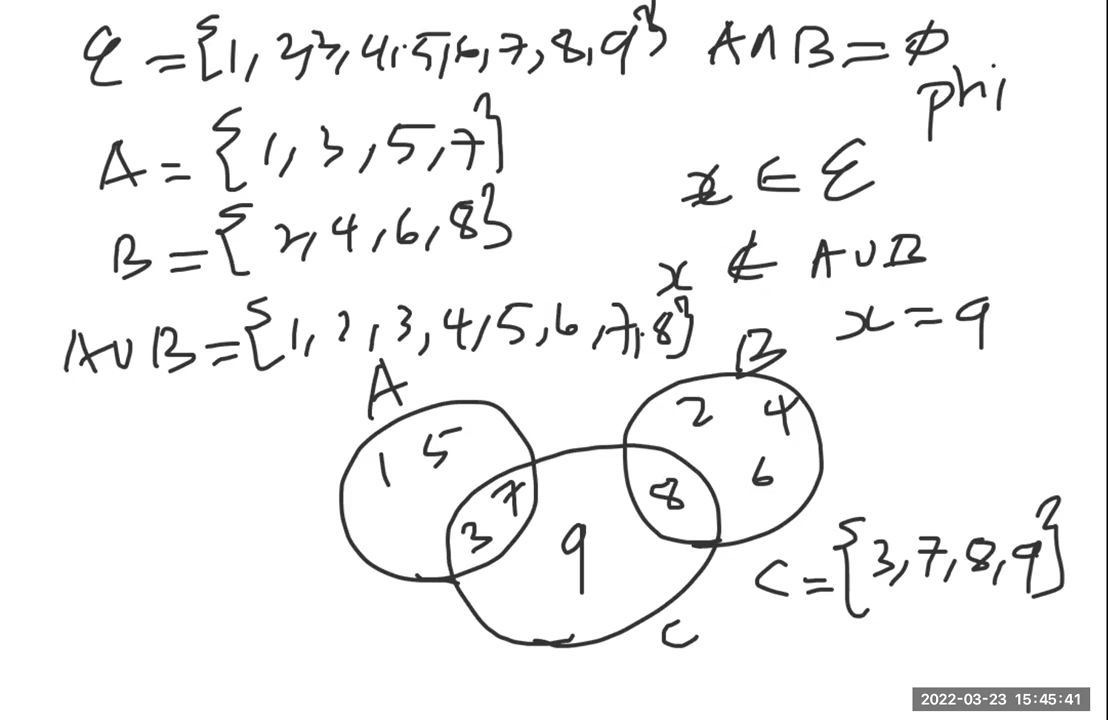 ℰ = {1, 2, 3, 4, 5, 6, 7, 8, 9} A∩B = ϕ
phi
A = {1, 3, 5, 7}
x ∈ ℰ
B = {2, 4, 6, 8}
x ∉ A∪B
A∪B = {1, 2, 3, 4, 5, 6, 7, 8}
x = 9
A
B
1 5
2 4
6
3 7
8
9
C = {3, 7, 8, 9}
C
2022-03-23 15:45:41